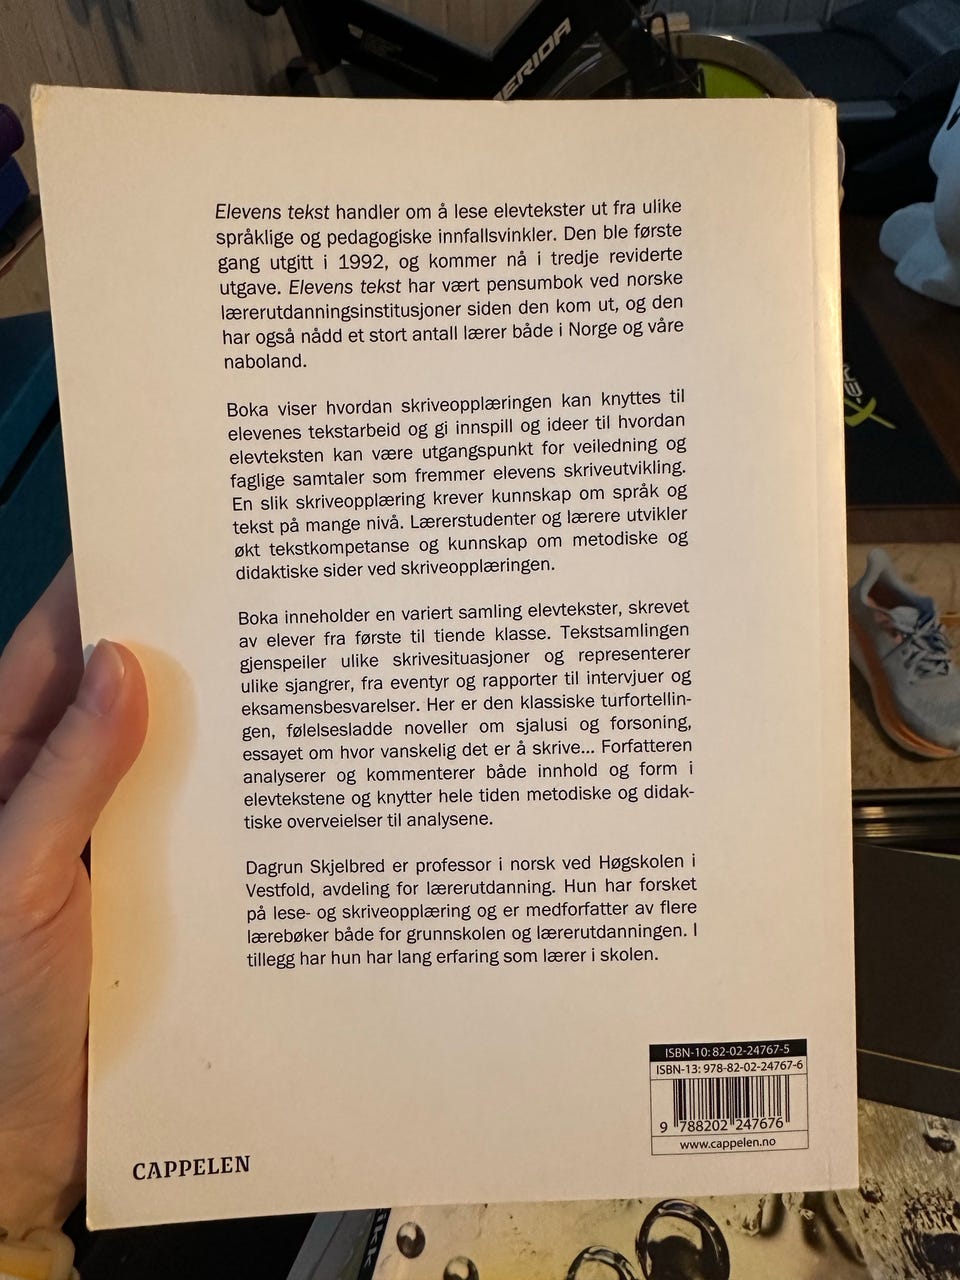 ERIDA
Elevens tekst handler om å lese elevtekster ut fra ulike
språklige og pedagogiske innfallsvinkler. Den ble første
gang utgitt i 1992, og kommer nå i tredje reviderte
utgave. Elevens tekst har vært pensumbok ved norske
lærerutdanningsinstitusjoner siden den kom ut, og den
har også nådd et stort antall lærer både i Norge og våre
naboland.
Boka viser hvordan skriveopplæringen kan knyttes til
elevenes tekstarbeid og gi innspill og ideer til hvordan
elevteksten kan være utgangspunkt for veiledning og
faglige samtaler som fremmer elevens skriveutvikling.
En slik skriveopplæring krever kunnskap om språk og
tekst på mange nivå. Lærerstudenter og lærere utvikler
økt tekstkompetanse og kunnskap om metodiske og
didaktiske sider ved skriveopplæringen.
Boka inneholder en variert samling elevtekster, skrevet
av elever fra første til tiende klasse. Tekstsamlingen
gjenspeiler ulike skrivesituasjoner og representerer
ulike sjangrer, fra eventyr og rapporter til intervjuer og
eksamensbesvarelser. Her er den klassiske turfortellin-
gen, følelsesladde noveller om sjalusi og forsoning,
essayet om hvor vanskelig det er å skrive... Forfatteren
analyserer og kommenterer både innhold og form i
elevtekstene og knytter hele tiden metodiske og didak-
tiske overveielser til analysene.
Dagrun Skjelbred er professor i norsk ved Høgskolen i
Vestfold, avdeling for lærerutdanning. Hun har forsket
på lese- og skriveopplæring og er medforfatter av flere
lærebøker både for grunnskolen og lærerutdanningen. I
tillegg har hun har lang erfaring som lærer i skolen.
ISBN-10: 82-02-24767-5
ISBN-13: 978-82-02-24767-6
9 788202 247676
www.cappelen.no
CAPPELEN